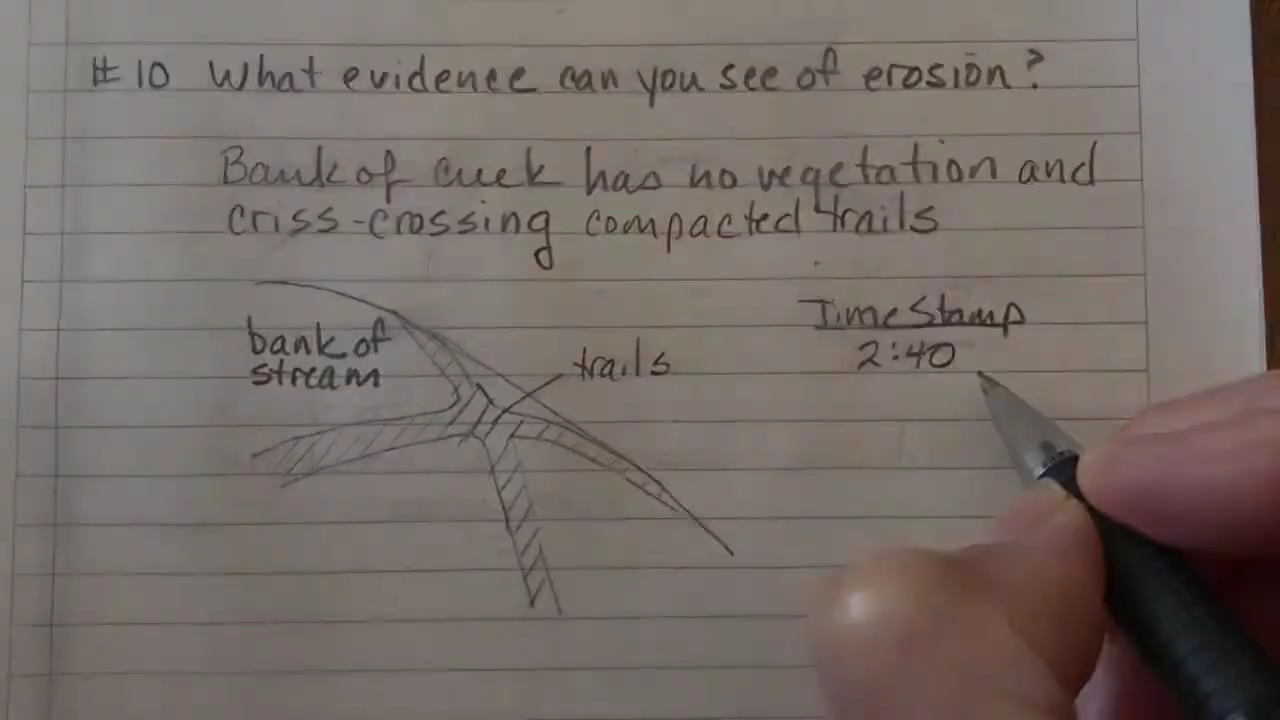 # 10 What evidence can you see of erosion?
Bank of creek has no vegetation and
criss-crossing compacted trails
Time Stamp
2:40
bank of
stream
trails